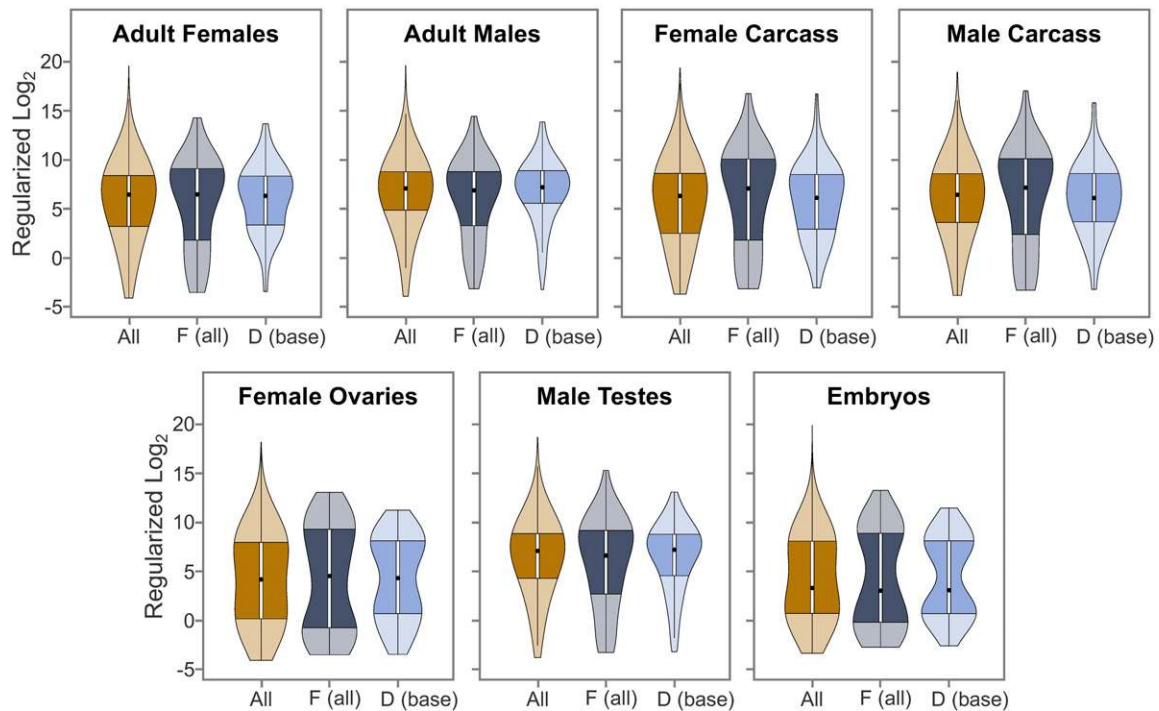 Adult Females
Adult Males
Female Carcass
Male Carcass
Regularized Log2
20
15
10
5
0
-5
All F (all) D (base)
All F (all) D (base)
All F (all) D (base)
All F (all) D (base)
Female Ovaries
Male Testes
Embryos
Regularized Log2
20
15
10
5
0
-5
All F (all) D (base)
All F (all) D (base)
All F (all) D (base)